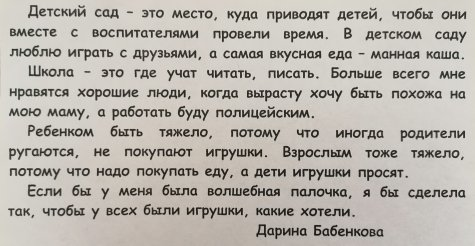 Детский сад – это место, куда приводят детей, чтобы они
вместе с воспитателями провели время. В детском саду
люблю играть с друзьями, а самая вкусная еда – манная каша.
Школа – это где учат читать, писать. Больше всего мне
нравятся хорошие люди, когда вырасту хочу быть похожа на
мою маму, а работать буду полицейским.
Ребенком быть тяжело, потому что иногда родители
ругаются, не покупают игрушки. Взрослым тоже тяжело,
потому что надо покупать еду, а дети игрушки просят.
Если бы у меня была волшебная палочка, я бы сделела
так, чтобы у всех были игрушки, какие хотели.
Дарина Бабенкова